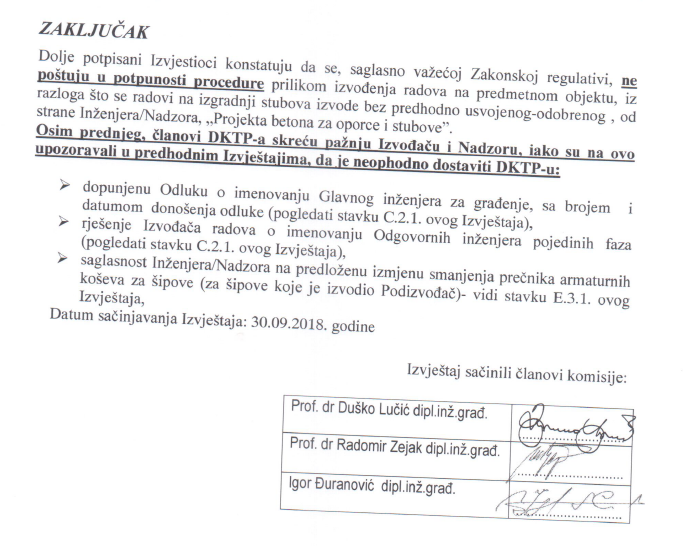 ZAKLJUČAK
Dolje potpisani Izvjestioci konstatuju da se, saglasno važećoj Zakonskoj regulativi, ne
poštuju u potpunosti procedure prilikom izvođenja radova na predmetnom objektu, iz
razloga što se radovi na izgradnji stubova izvode bez predhodno usvojenog-odobrenog , od
strane Inženjera/Nadzora, „Projekta betona za oporce i stubove”.
Osim prednjeg, članovi DKTP-a skreću pažnju Izvođaču i Nadzoru, iako su na ovo
upozoravali u predhodnim Izvještajima, da je neophodno dostaviti DKTP-u:
➢ dopunjenu Odluku o imenovanju Glavnog inženjera za građenje, sa brojem i
datumom donošenja odluke (pogledati stavku C.2.1. ovog Izvještaja),
➢ rješenje Izvođača radova o imenovanju Odgovornih inženjera pojedinih faza
(pogledati stavku C.2.1. ovog Izvještaja),
➢ saglasnost Inženjera/Nadzora na predloženu izmjenu smanjenja prečnika armaturnih
koševa za šipove (za šipove koje je izvodio Podizvođač)- vidi stavku E.3.1. ovog
Izvještaja,
Datum sačinjavanja Izvještaja: 30.09.2018. godine
Izvještaj sačinili članovi komisije:
Prof. dr Duško Lučić dipl.inž.građ.
Prof. dr Radomir Zejak dipl.inž.građ.
Igor Đuranović dipl.inž.građ.